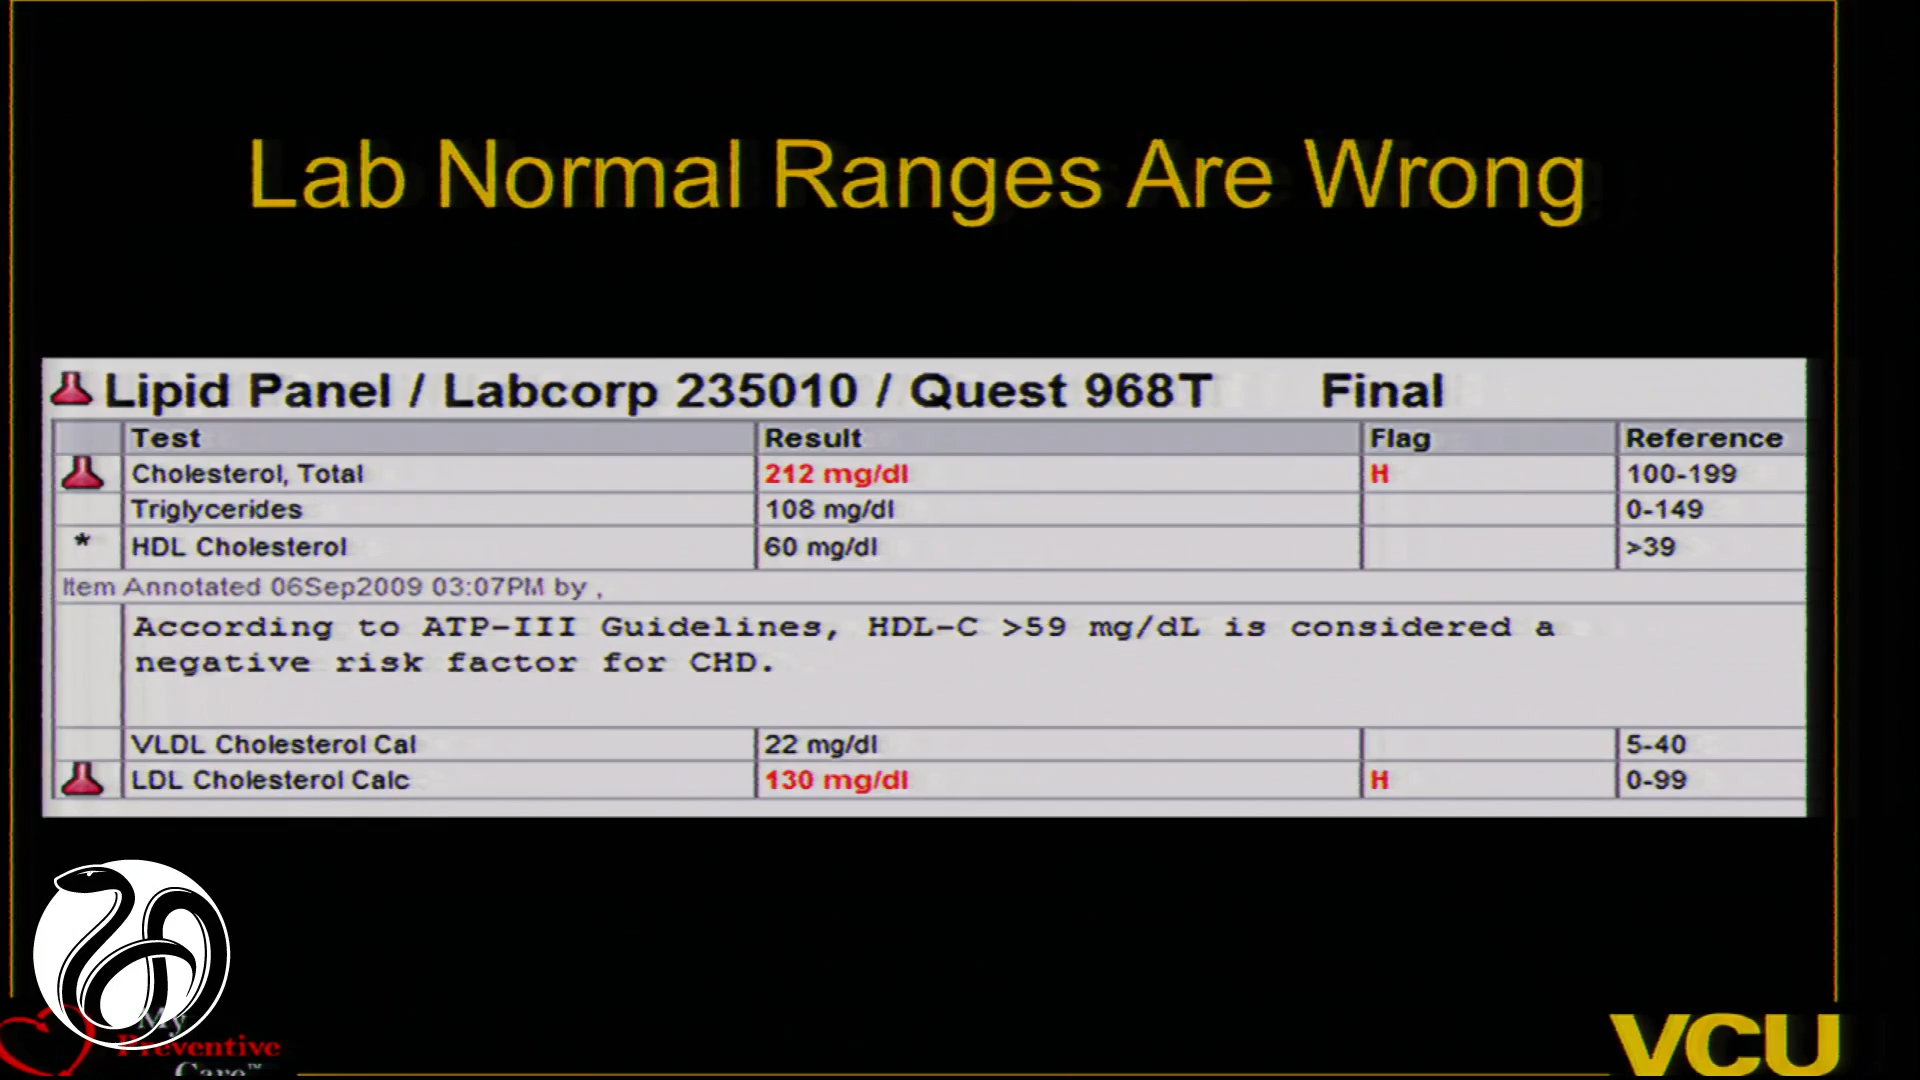 Lab Normal Ranges Are Wrong
Lipid Panel / Labcorp 235010 / Quest 968T Final
Test Result Flag Reference
Cholesterol, Total 212 mg/dl H 100-199
Triglycerides 108 mg/dl 0-149
* HDL Cholesterol 60 mg/dl >39
Item Annotated 06Sep2009 03:07PM by ,
According to ATP-III Guidelines, HDL-C >59 mg/dL is considered a
negative risk factor for CHD.
VLDL Cholesterol Cal 22 mg/dl 5-40
LDL Cholesterol Calc 130 mg/dl H 0-99
My
Preventive
Care™
VCU